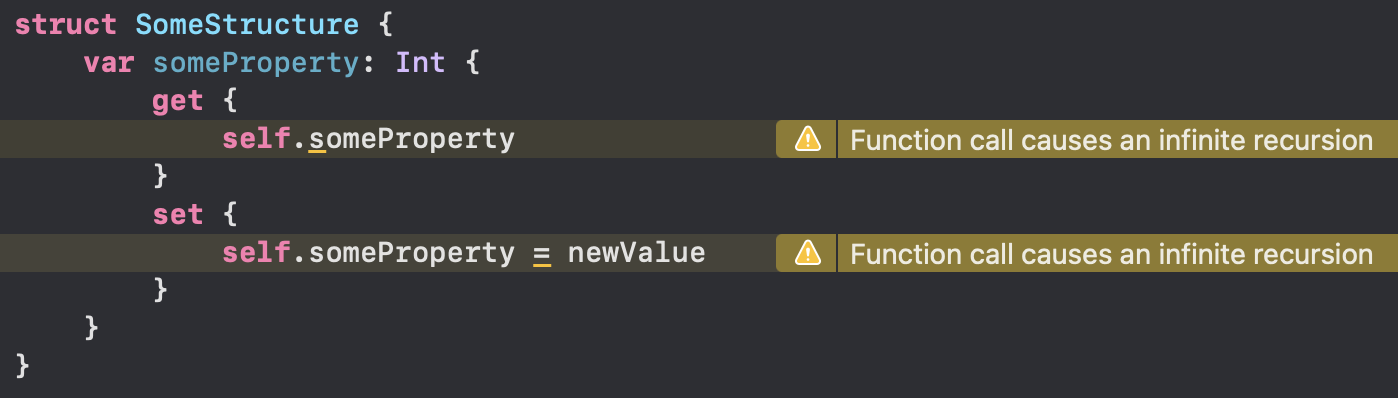 struct SomeStructure {
var someProperty: Int {
get {
self.someProperty Function call causes an infinite recursion
}
set {
self.someProperty = newValue Function call causes an infinite recursion
}
}
}